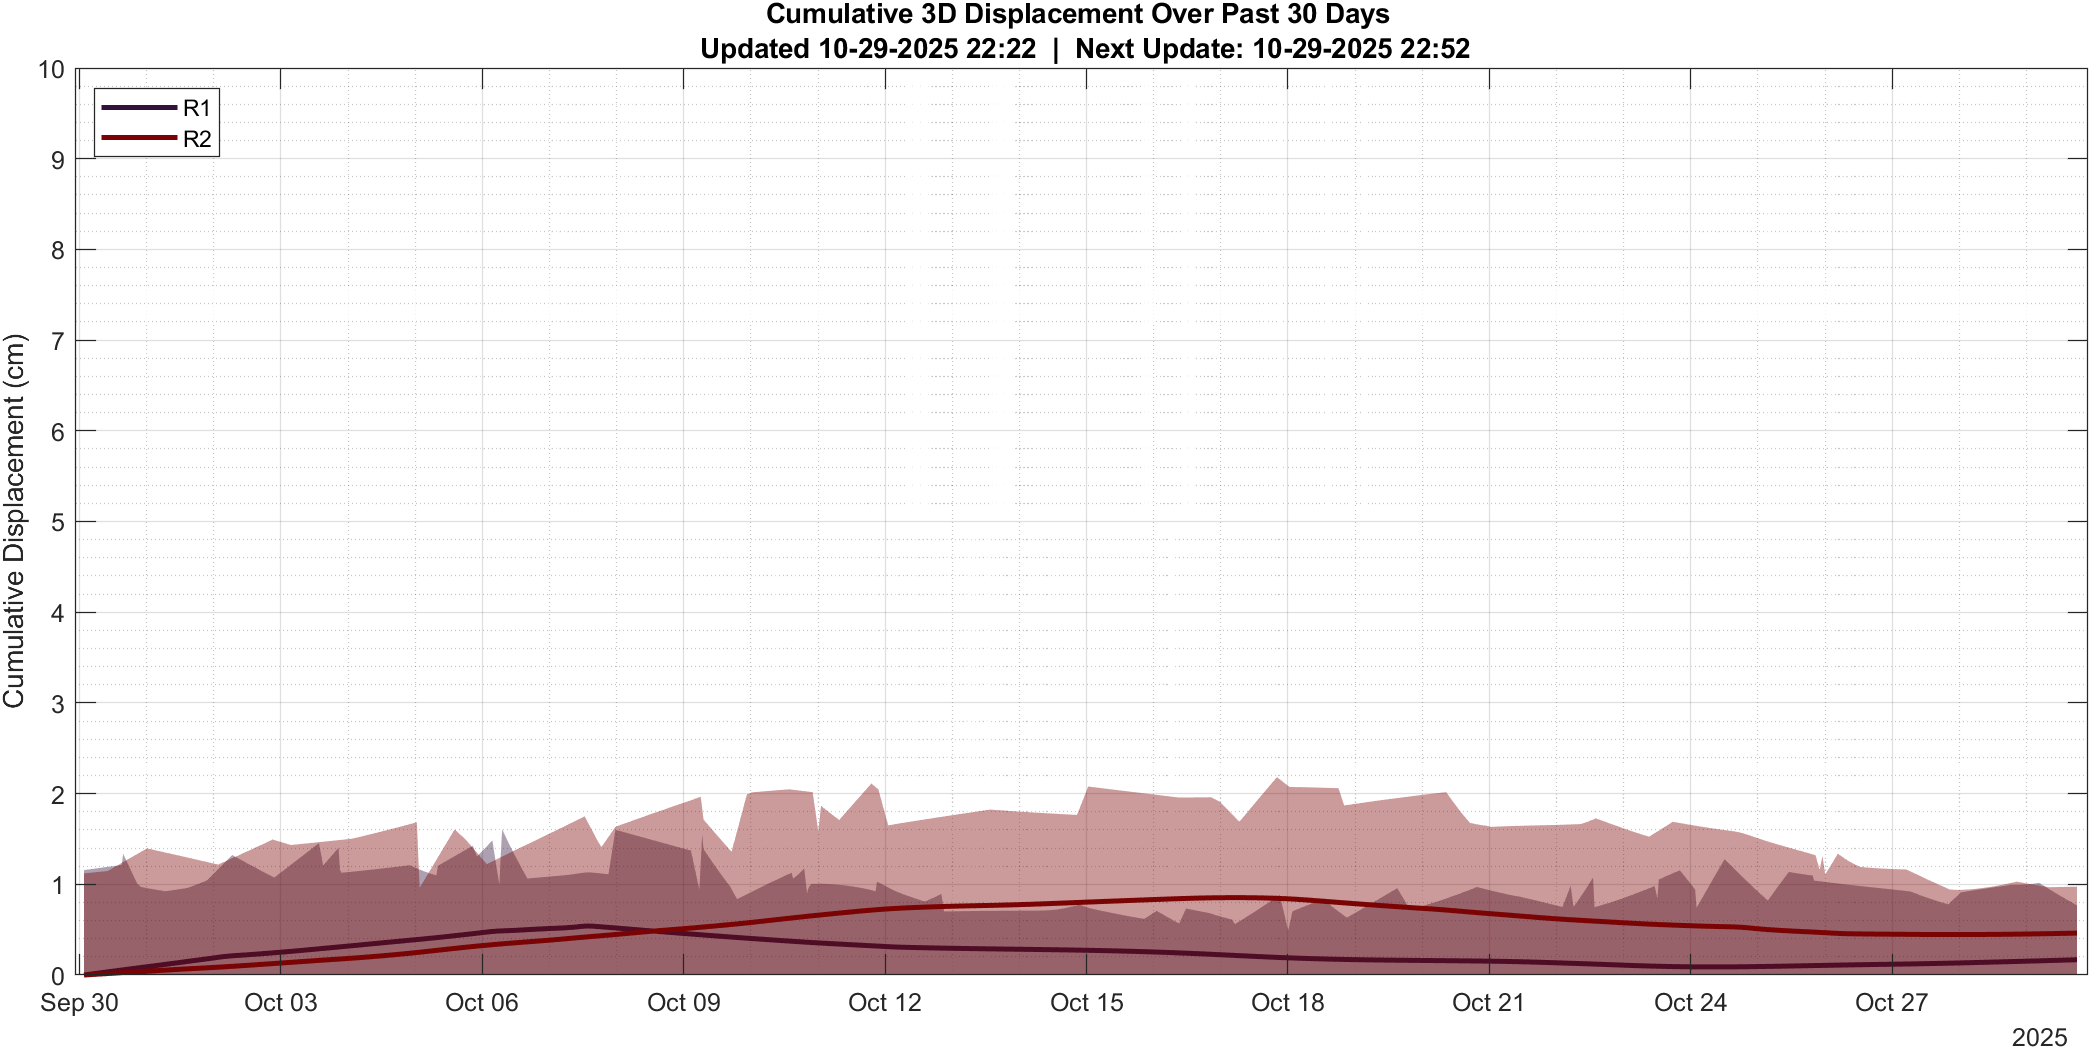 Cumulative 3D Displacement Over Past 30 Days
Updated 10-29-2025 22:22 | Next Update: 10-29-2025 22:52
R1
R2
Cumulative Displacement (cm)
10
9
8
7
6
5
4
3
2
1
0
Sep 30 Oct 03 Oct 06 Oct 09 Oct 12 Oct 15 Oct 18 Oct 21 Oct 24 Oct 27
2025